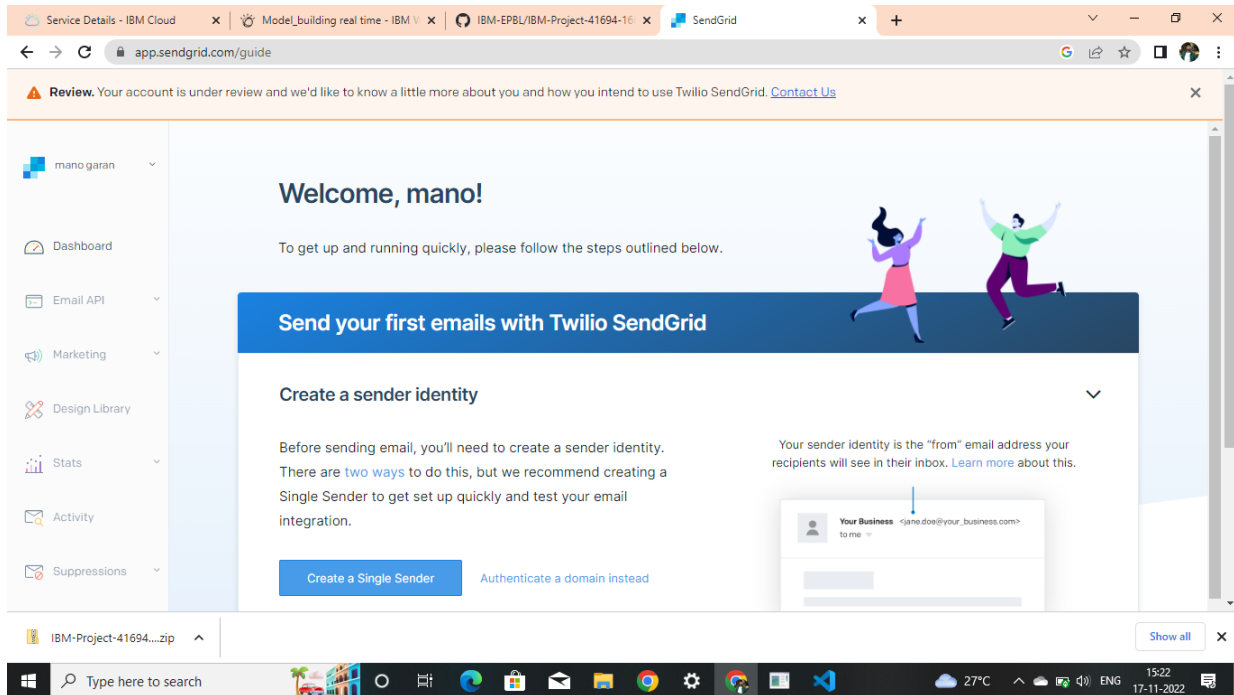 Service Details - IBM Cloud
Model_building real time - IBM W
IBM-EPBL/IBM-Project-41694-16
SendGrid
app.sendgrid.com/guide
Review. Your account is under review and we'd like to know a little more about you and how you intend to use Twilio SendGrid. Contact Us
mano garan
Welcome, mano!
Dashboard
To get up and running quickly, please follow the steps outlined below.
Email API
Send your first emails with Twilio SendGrid
Marketing
Create a sender identity
Design Library
Before sending email, you'll need to create a sender identity.
There are two ways to do this, but we recommend creating a
Single Sender to get set up quickly and test your email
integration.
Your sender identity is the "from" email address your
recipients will see in their inbox. Learn more about this.
Stats
Your Business <jane.doe@your_business.com>
to me
Activity
Suppressions
Create a Single Sender
Authenticate a domain instead
IBM-Project-41694....zip
Show all
Type here to search
27°C
ENG
15:22
17-11-2022